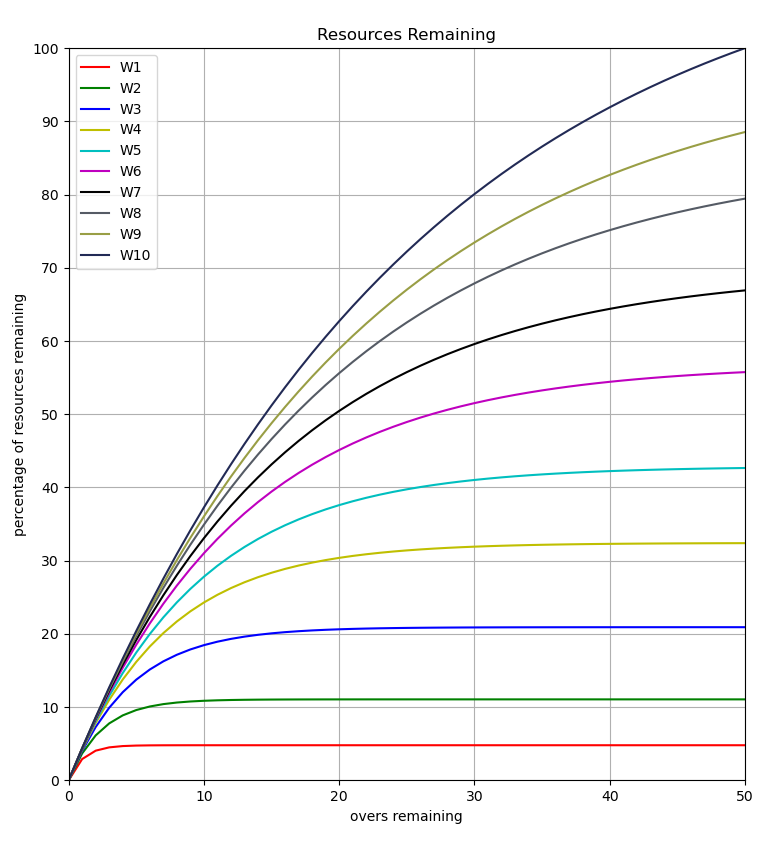 Resources Remaining
100
90
80
70
60
50
40
30
20
10
0
percentage of resources remaining
W1
W2
W3
W4
W5
W6
W7
W8
W9
W10
0 10 20 30 40 50
overs remaining